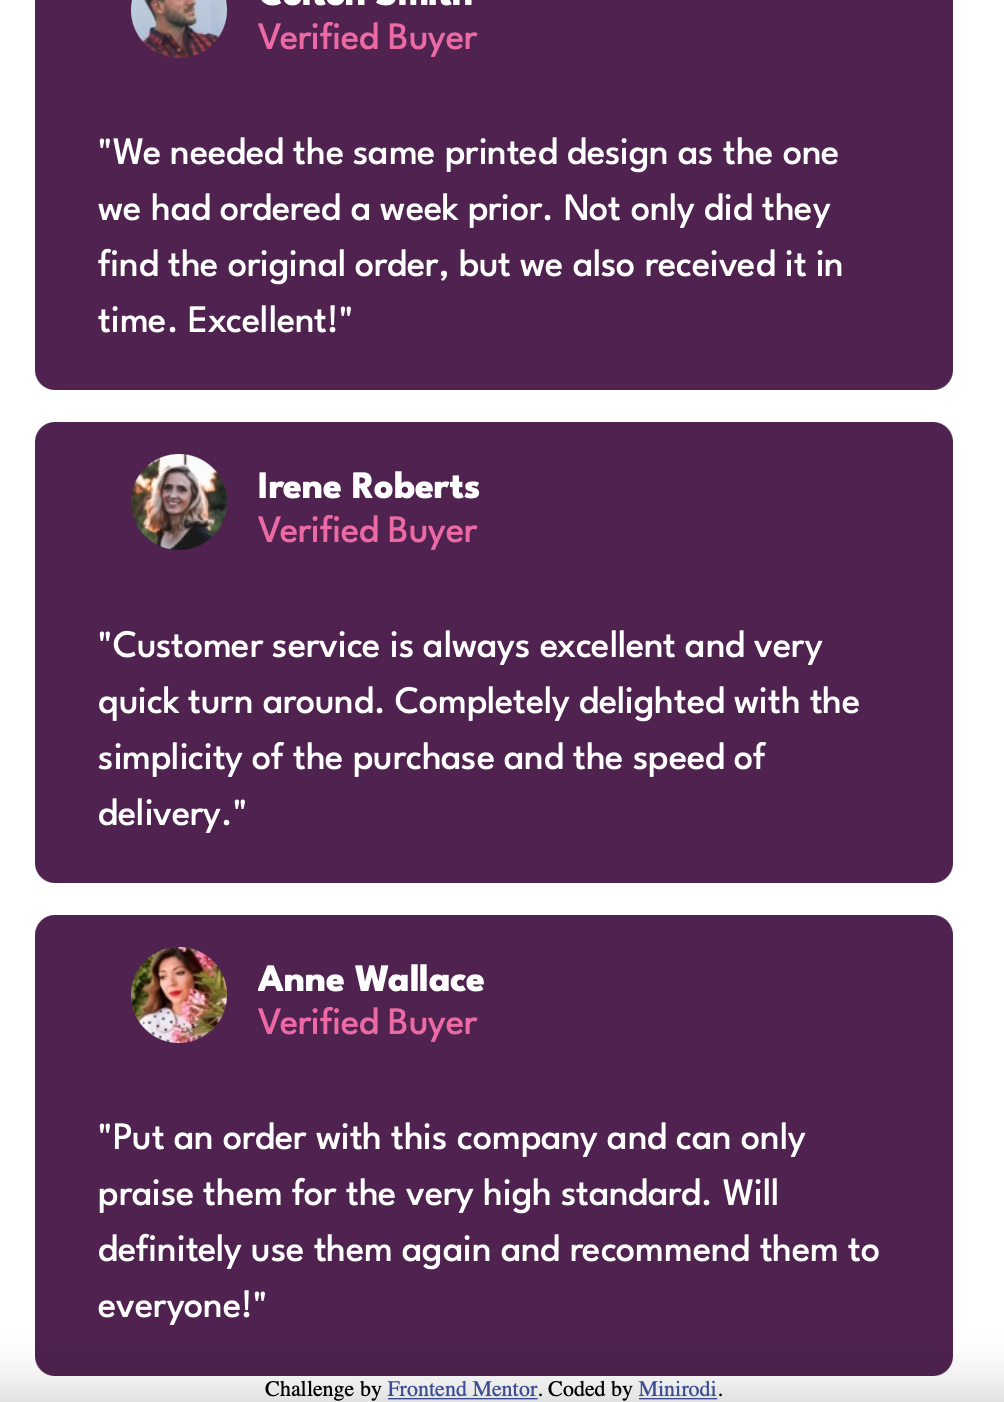 Verified Buyer
"We needed the same printed design as the one
we had ordered a week prior. Not only did they
find the original order, but we also received it in
time. Excellent!"
Irene Roberts
Verified Buyer
"Customer service is always excellent and very
quick turn around. Completely delighted with the
simplicity of the purchase and the speed of
delivery."
Anne Wallace
Verified Buyer
"Put an order with this company and can only
praise them for the very high standard. Will
definitely use them again and recommend them to
everyone!"
Challenge by Frontend Mentor. Coded by Minirodi.